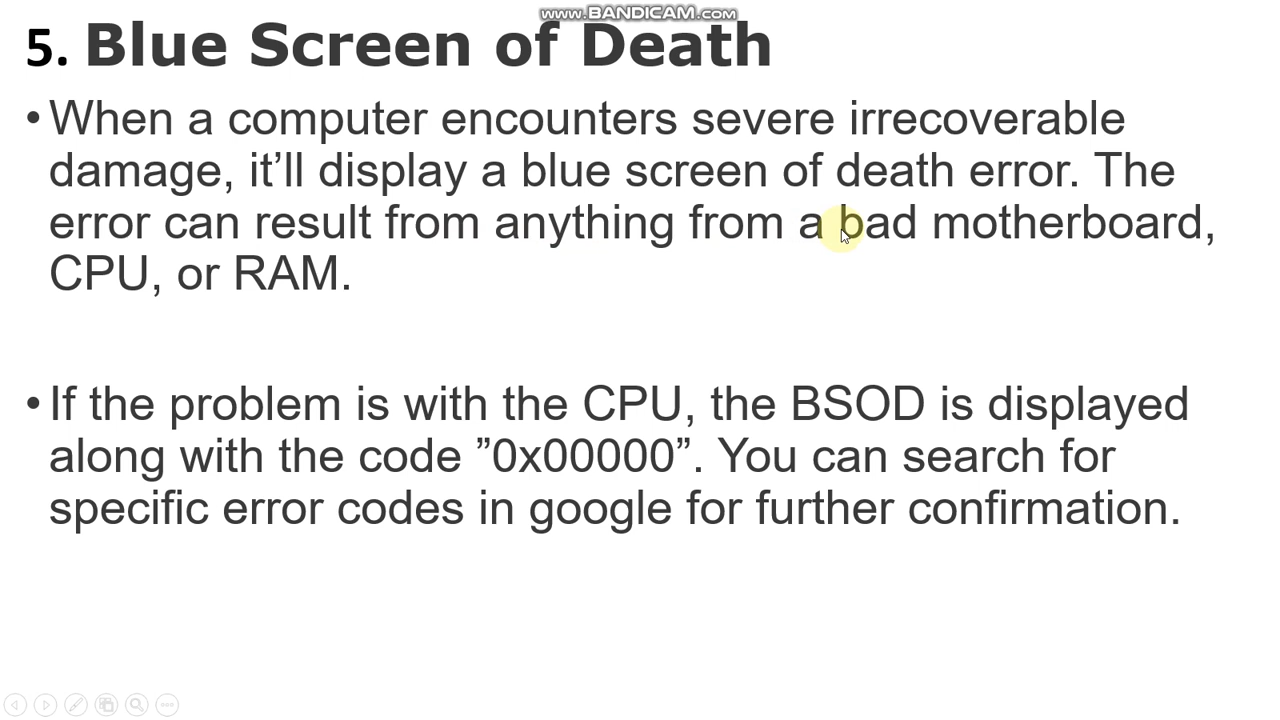 www.BANDICAM.com
5. Blue Screen of Death
•When a computer encounters severe irrecoverable
damage, it’ll display a blue screen of death error. The
error can result from anything from a bad motherboard,
CPU, or RAM.
•If the problem is with the CPU, the BSOD is displayed
along with the code ”0x00000”. You can search for
specific error codes in google for further confirmation.